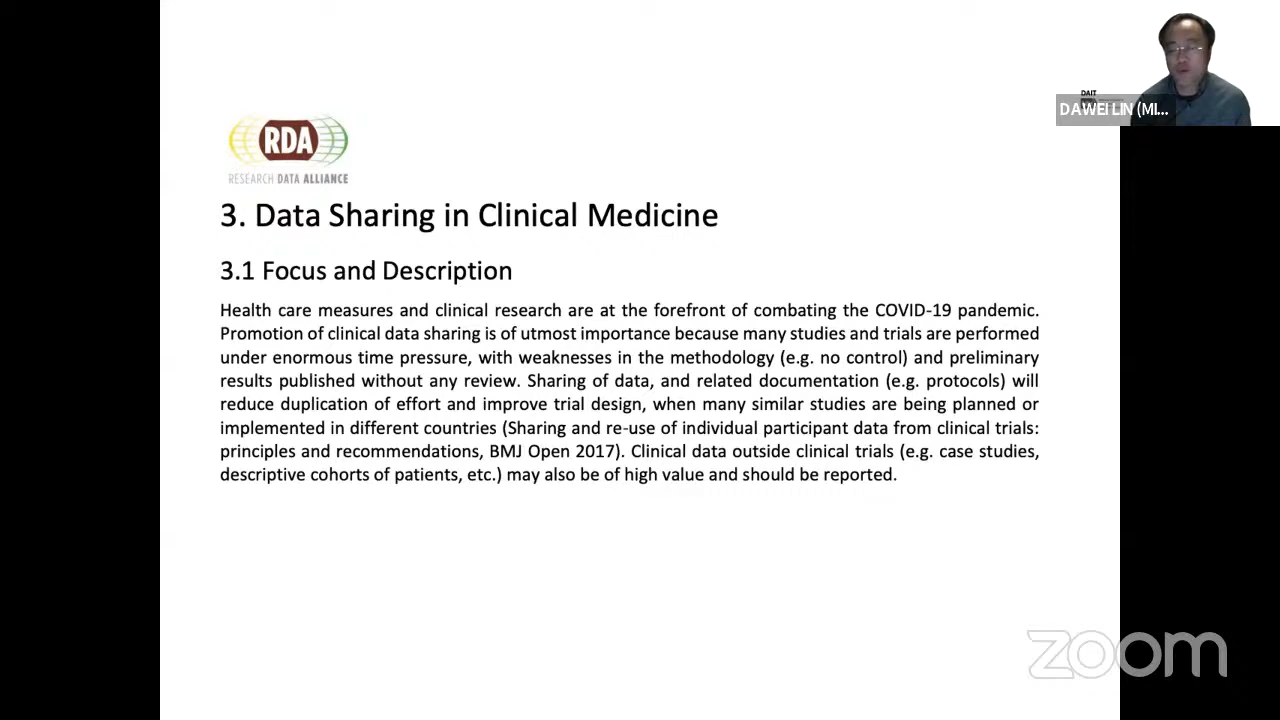 DAIT
DAWEI LIN (MI...
RDA
RESEARCH DATA ALLIANCE
3. Data Sharing in Clinical Medicine
3.1 Focus and Description
Health care measures and clinical research are at the forefront of combating the COVID-19 pandemic.
Promotion of clinical data sharing is of utmost importance because many studies and trials are performed
under enormous time pressure, with weaknesses in the methodology (e.g. no control) and preliminary
results published without any review. Sharing of data, and related documentation (e.g. protocols) will
reduce duplication of effort and improve trial design, when many similar studies are being planned or
implemented in different countries (Sharing and re-use of individual participant data from clinical trials:
principles and recommendations, BMJ Open 2017). Clinical data outside clinical trials (e.g. case studies,
descriptive cohorts of patients, etc.) may also be of high value and should be reported.
zoom